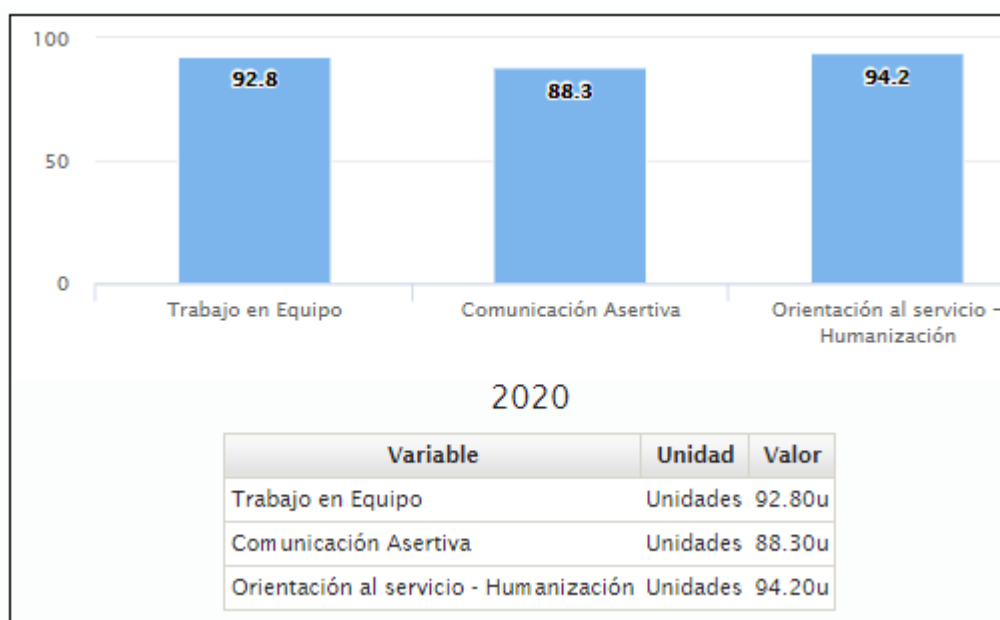 100
50
0
92.8
88.3
94.2
Trabajo en Equipo
Comunicación Asertiva
Orientación al servicio -
Humanización
2020
Variable Unidad Valor
Trabajo en Equipo Unidades 92.80u
Comunicación Asertiva Unidades 88.30u
Orientación al servicio - Humanización Unidades 94.20u